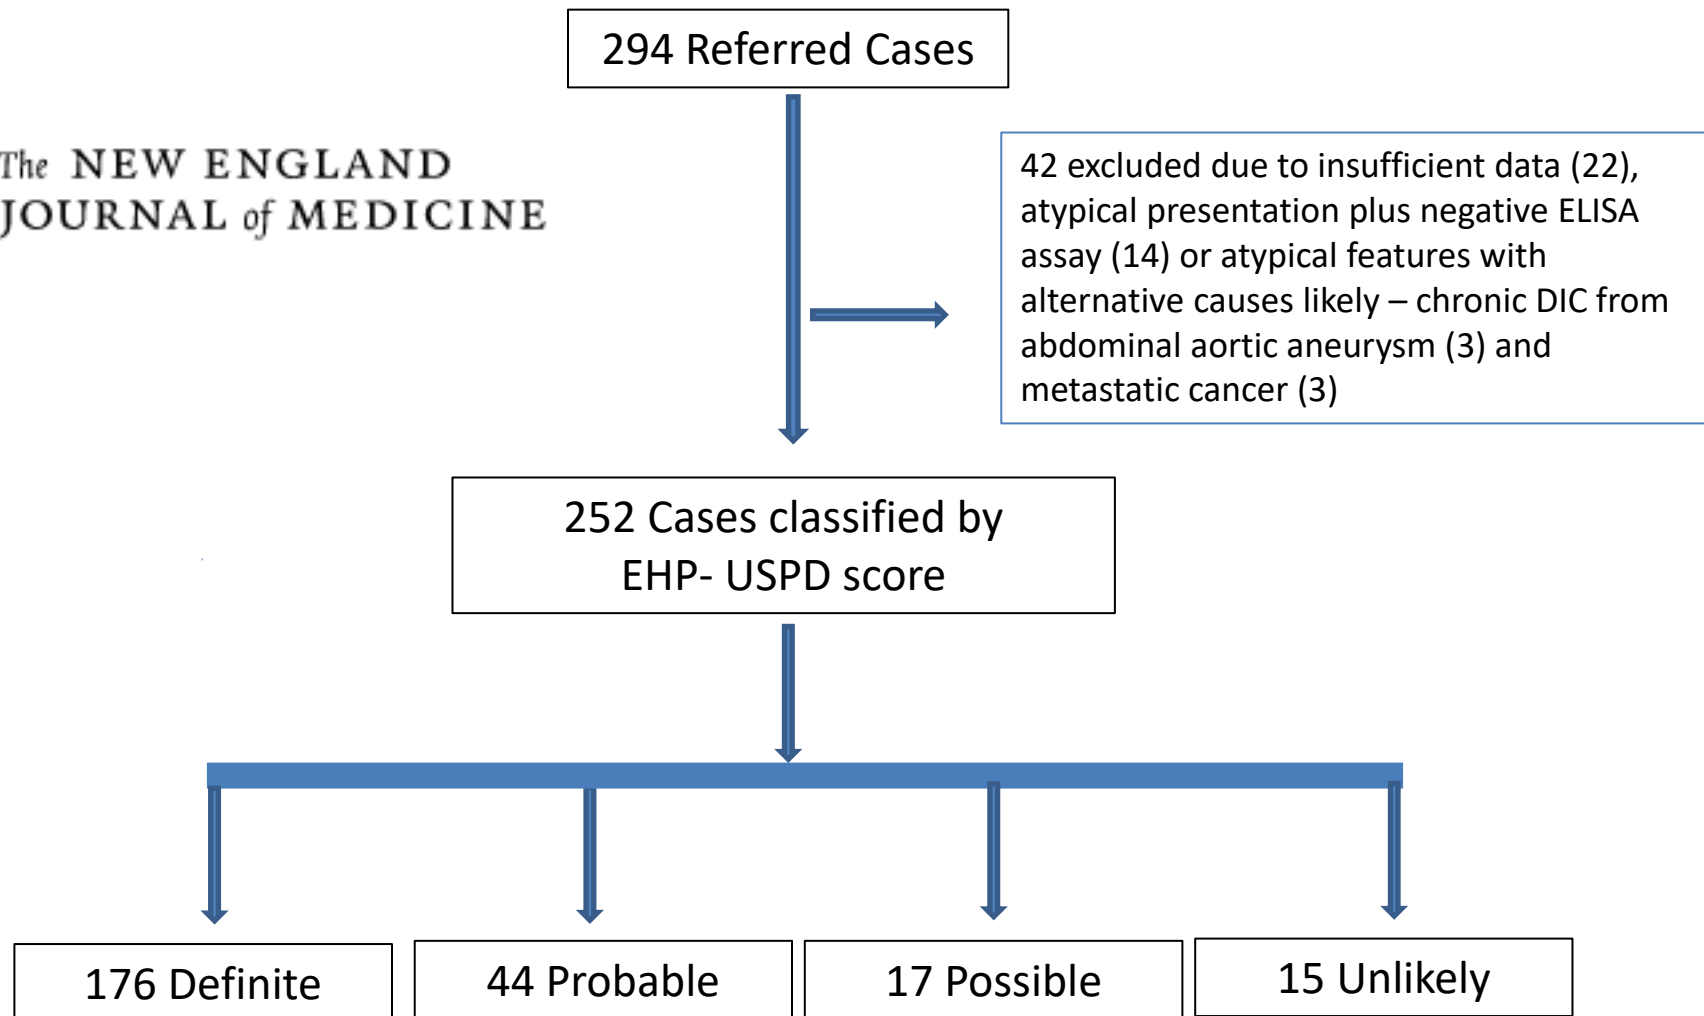 294 Referred Cases
The NEW ENGLAND
JOURNAL of MEDICINE
42 excluded due to insufficient data (22),
atypical presentation plus negative ELISA
assay (14) or atypical features with
alternative causes likely – chronic DIC from
abdominal aortic aneurysm (3) and
metastatic cancer (3)
252 Cases classified by
EHP- USPD score
176 Definite
44 Probable
17 Possible
15 Unlikely